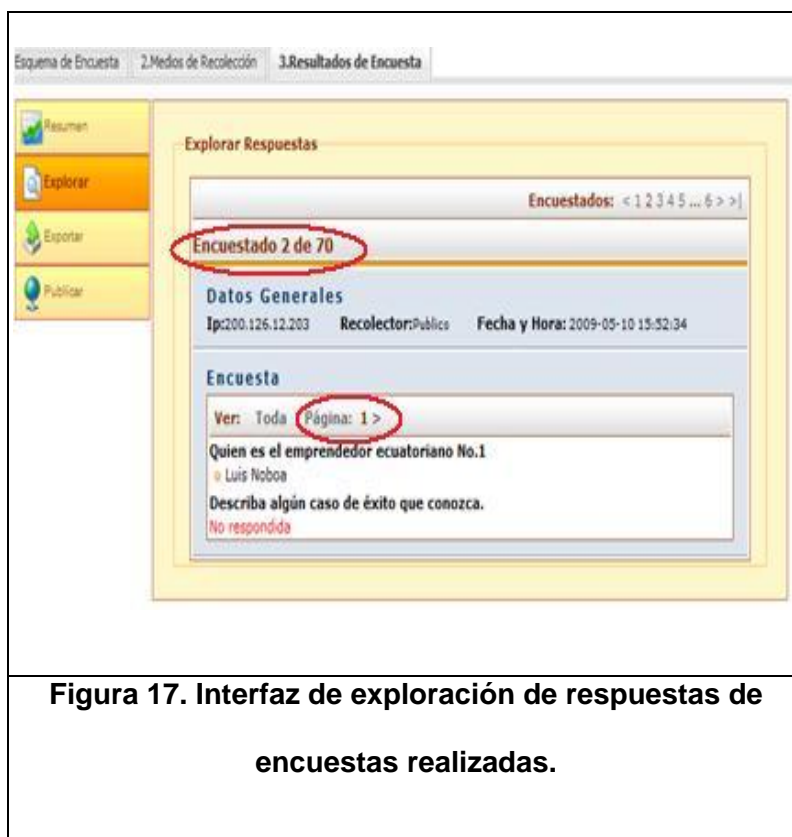 Esquema de Encuesta 2.Medios de Recolección 3.Resultados de Encuesta
Resumen
Explorar
Exportar
Publicar
Explorar Respuestas
Encuestados: < 1 2 3 4 5 ... 6 > >|
Encuestado 2 de 70
Datos Generales
Ip:200.126.12.203 Recolector:Publico Fecha y Hora: 2009-05-10 15:52:34
Encuesta
Ver: Toda Página: 1 >
Quien es el emprendedor ecuatoriano No.1
Luis Noboa
Describa algún caso de éxito que conozca.
No respondida
Figura 17. Interfaz de exploración de respuestas de
encuestas realizadas.